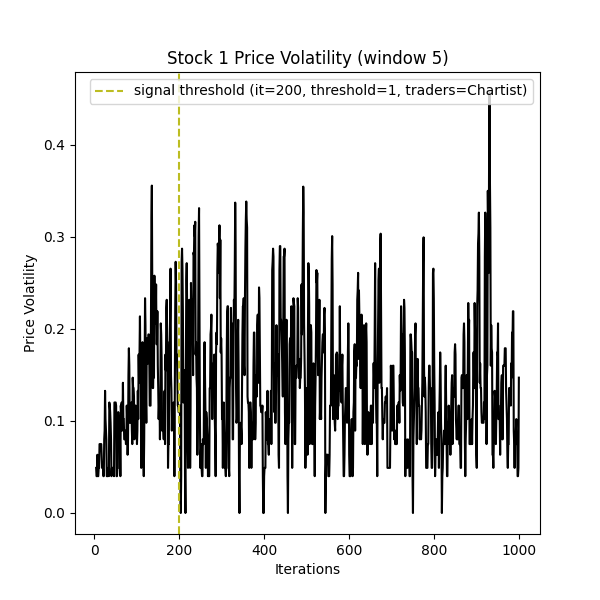 Stock 1 Price Volatility (window 5)
signal threshold (it=200, threshold=1, traders=Chartist)
0.4
0.3
0.2
0.1
0.0
Price Volatility
0 200 400 600 800 1000
Iterations